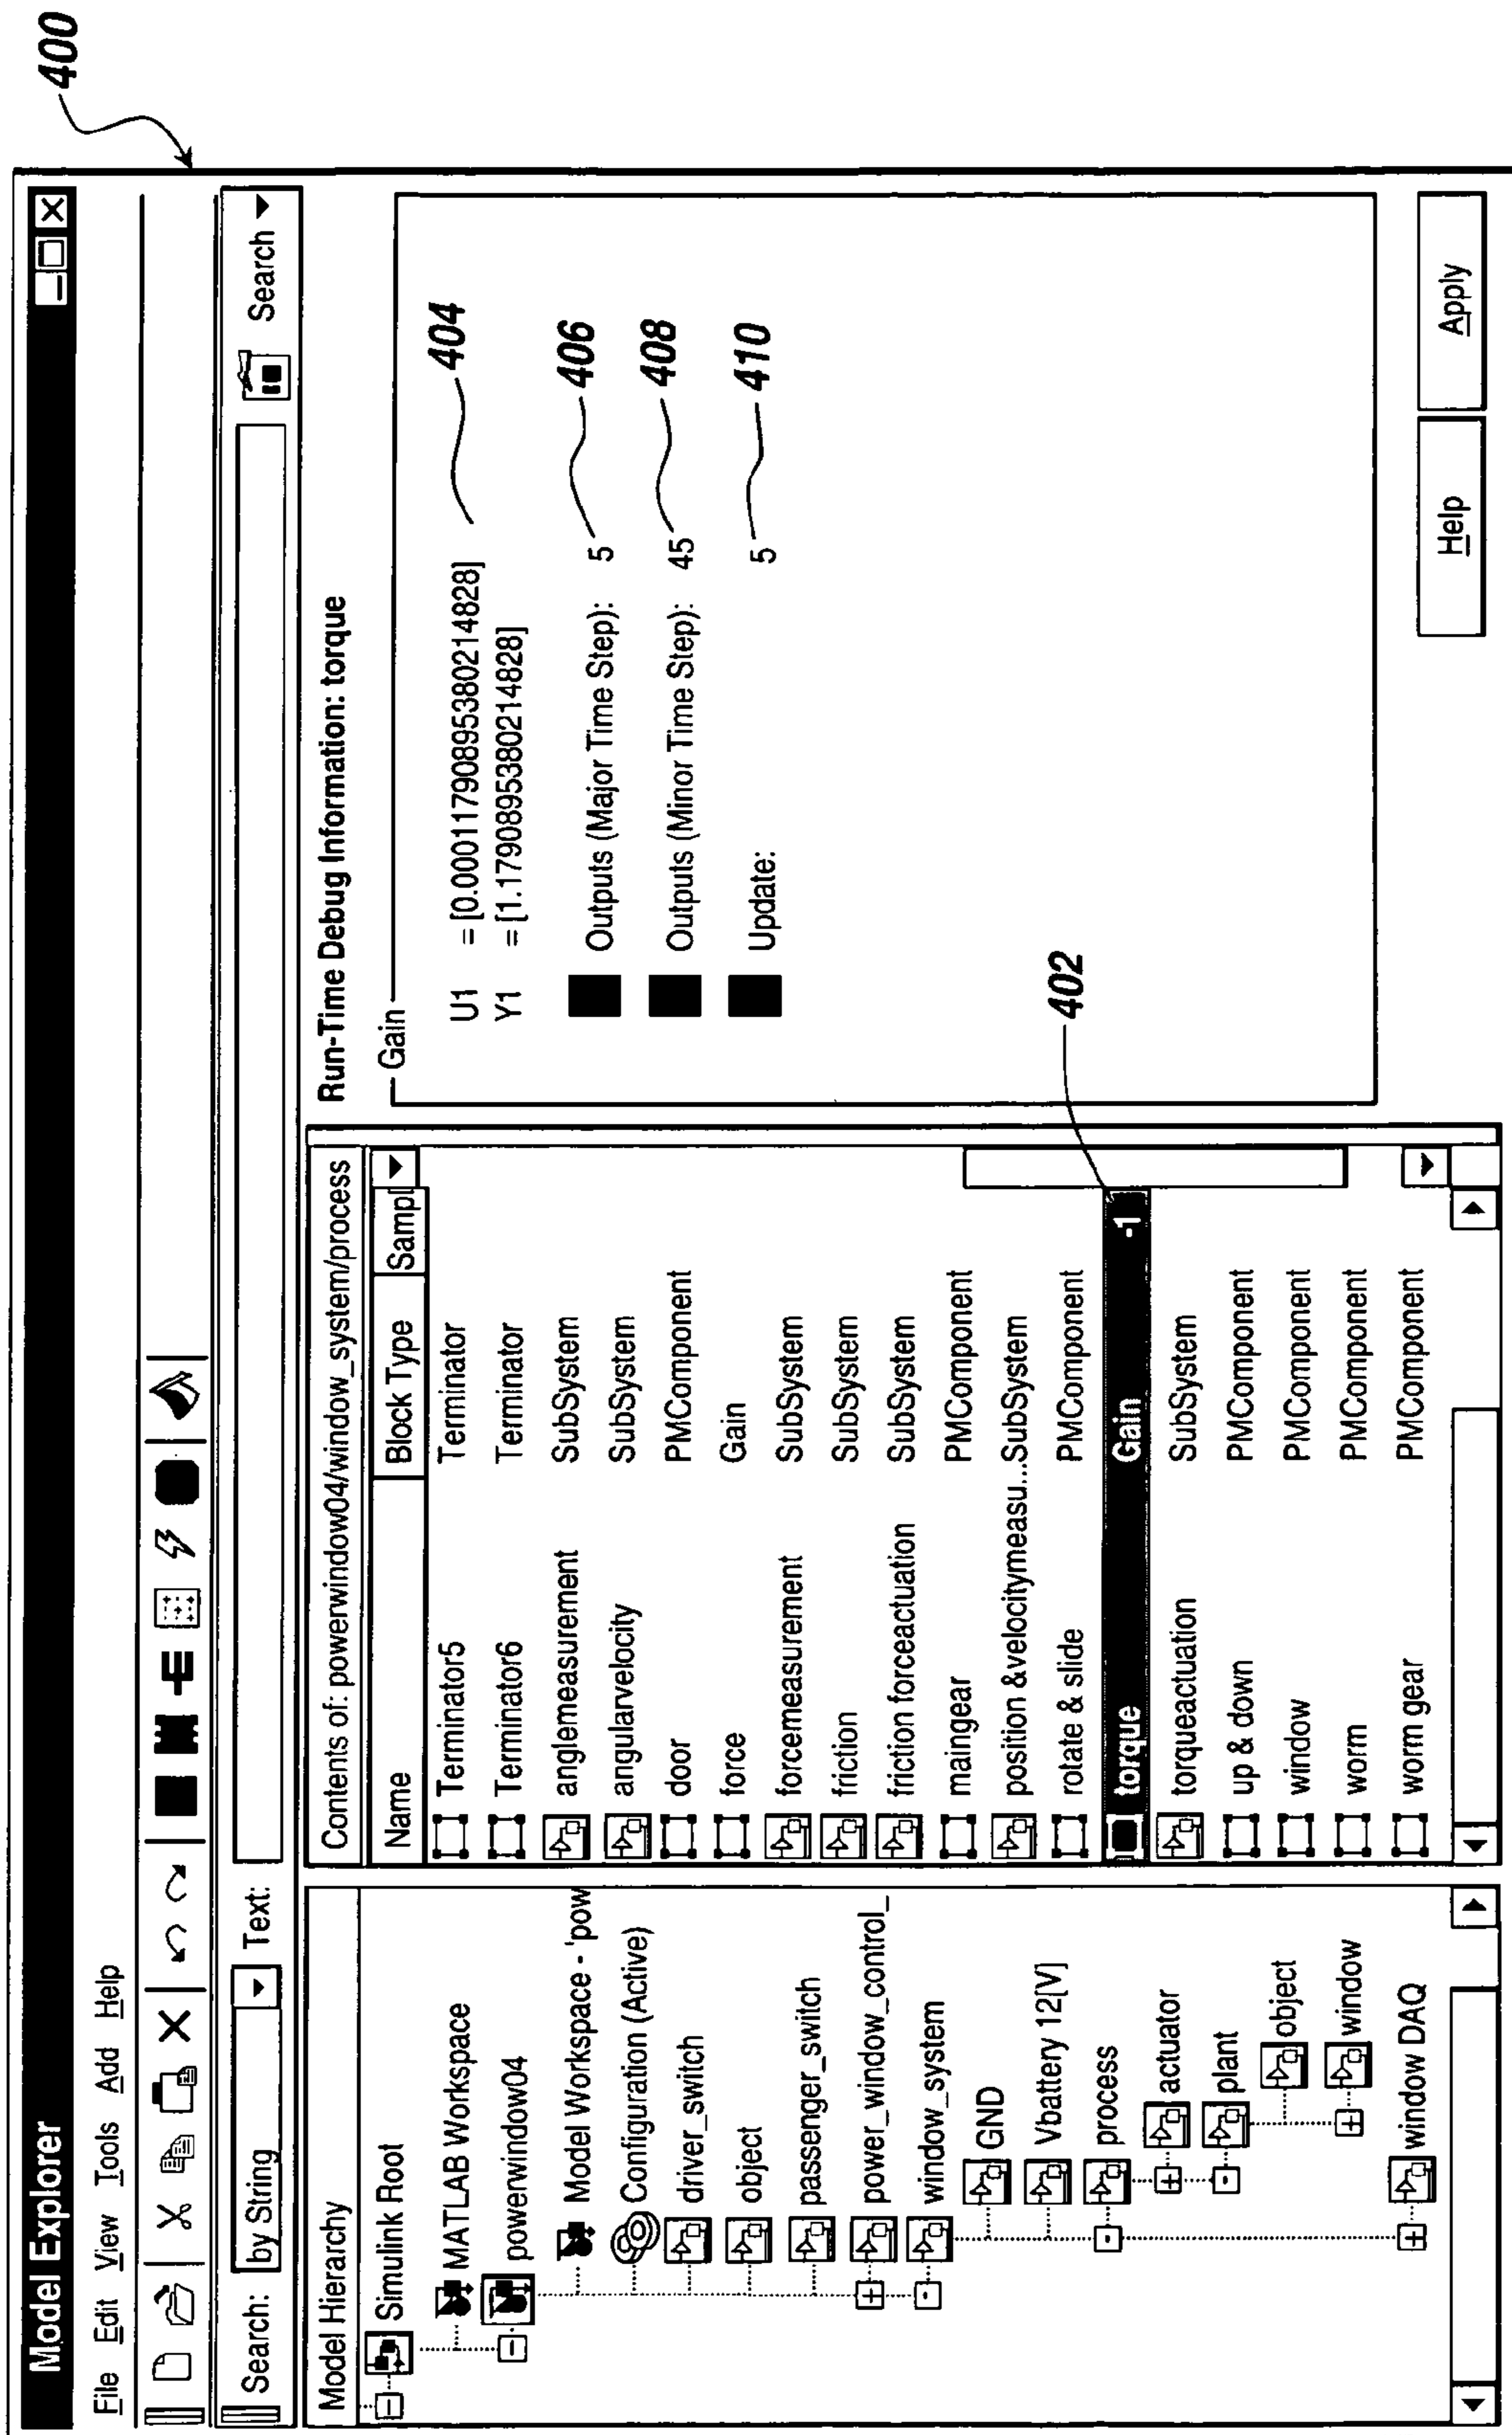 400
Model Explorer
File Edit View Tools Add Help
Search: by String Text: Search
Model Hierarchy
Simulink Root
MATLAB Workspace
powerwindow04
Model Workspace - 'pow
Configuration (Active)
driver_switch
object
passenger_switch
power_window_control_
window_system
GND
Vbattery 12[V]
process
actuator
plant
object
window
window DAQ
Contents of: powerwindow04/window_system/process
Name Block Type Sampl
Terminator5 Terminator
Terminator6 Terminator
anglemeasurement SubSystem
angularvelocity SubSystem
door PMComponent
force Gain
forcemeasurement SubSystem
friction SubSystem
friction forceactuation SubSystem
maingear PMComponent
position &velocitymeasu...SubSystem
rotate & slide PMComponent
torque Gain -1
torqueactuation SubSystem
up & down PMComponent
window PMComponent
worm PMComponent
worm gear PMComponent
402
Run-Time Debug Information: torque
Gain
U1 = [0.00011790895380214828] 404
Y1 = [1.1790895380214828]
Outputs (Major Time Step): 5 406
Outputs (Minor Time Step): 45 408
Update: 5 410
Help Apply